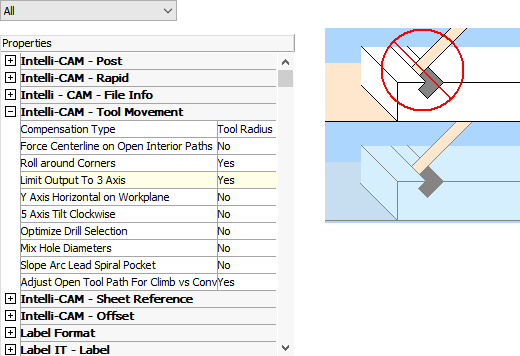 All
Properties
Intelli-CAM - Post
Intelli-CAM - Rapid
Intelli - CAM - File Info
Intelli-CAM - Tool Movement
Compensation Type Tool Radius
Force Centerline on Open Interior Paths No
Roll around Corners Yes
Limit Output To 3 Axis Yes
Y Axis Horizontal on Workplane No
5 Axis Tilt Clockwise No
Optimize Drill Selection No
Mix Hole Diameters No
Slope Arc Lead Spiral Pocket No
Adjust Open Tool Path For Climb vs Conv Yes
Intelli-CAM - Sheet Reference
Intelli-CAM - Offset
Label Format
Label IT - Label